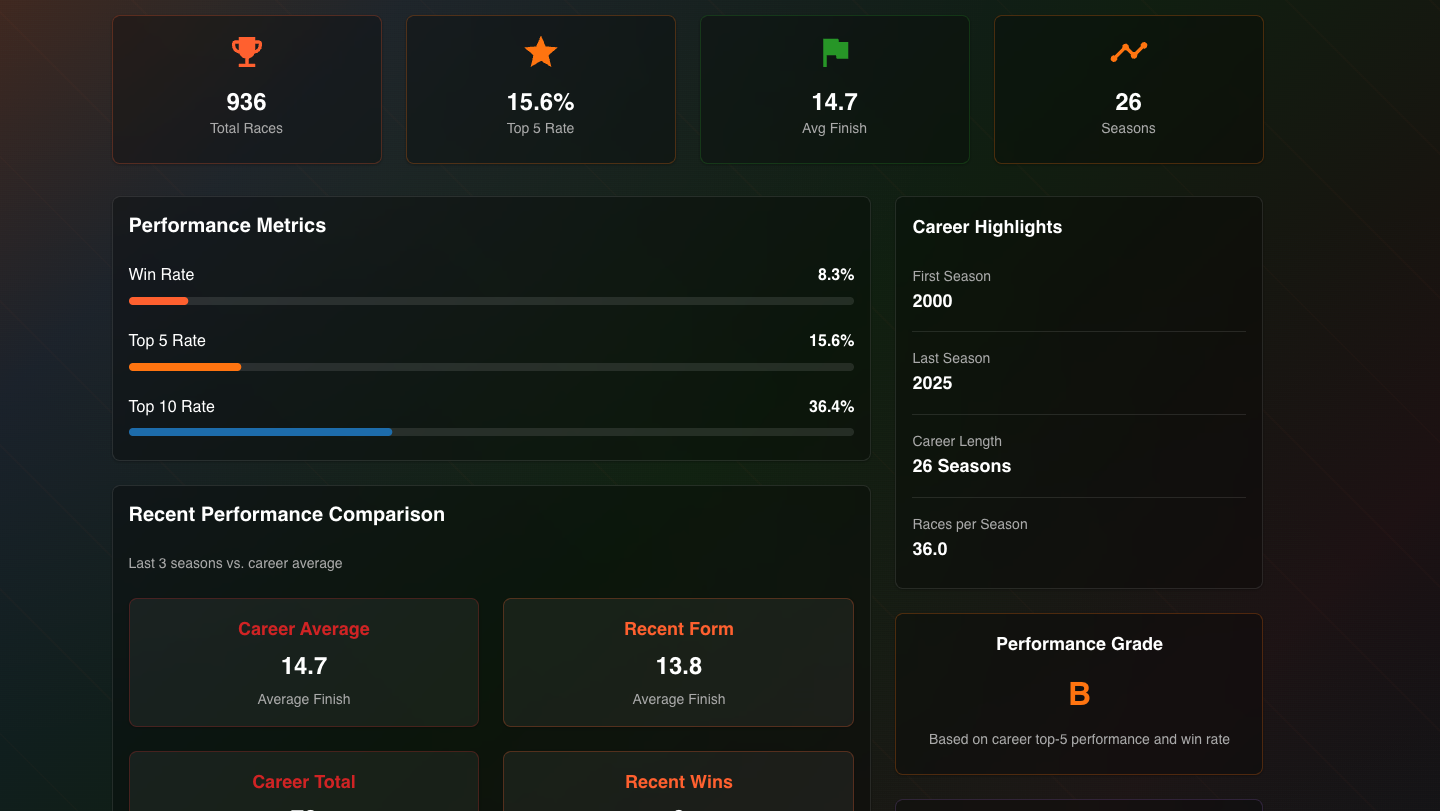 936
Total Races
15.6%
Top 5 Rate
14.7
Avg Finish
26
Seasons
Performance Metrics
Win Rate
8.3%
Top 5 Rate
15.6%
Top 10 Rate
36.4%
Recent Performance Comparison
Last 3 seasons vs. career average
Career Average
14.7
Average Finish
Recent Form
13.8
Average Finish
Career Total
Recent Wins
Career Highlights
First Season
2000
Last Season
2025
Career Length
26 Seasons
Races per Season
36.0
Performance Grade
B
Based on career top-5 performance and win rate